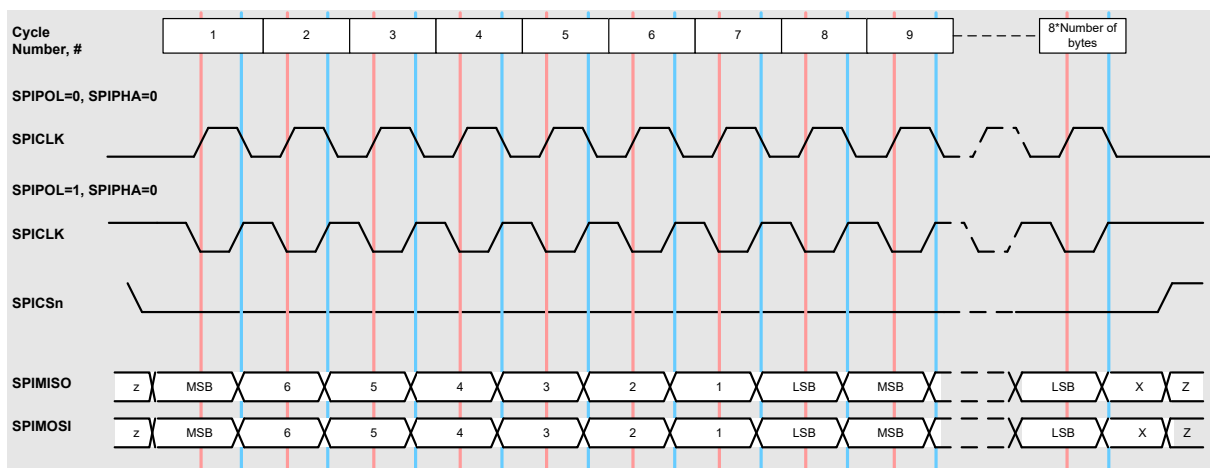 Cycle
Number, #
1 2 3 4 5 6 7 8 9 8*Number of
bytes
SPIPOL=0, SPIPHA=0
SPICLK
SPIPOL=1, SPIPHA=0
SPICLK
SPICSn
SPIMISO z MSB 6 5 4 3 2 1 LSB MSB LSB X Z
SPIMOSI z MSB 6 5 4 3 2 1 LSB MSB LSB X Z